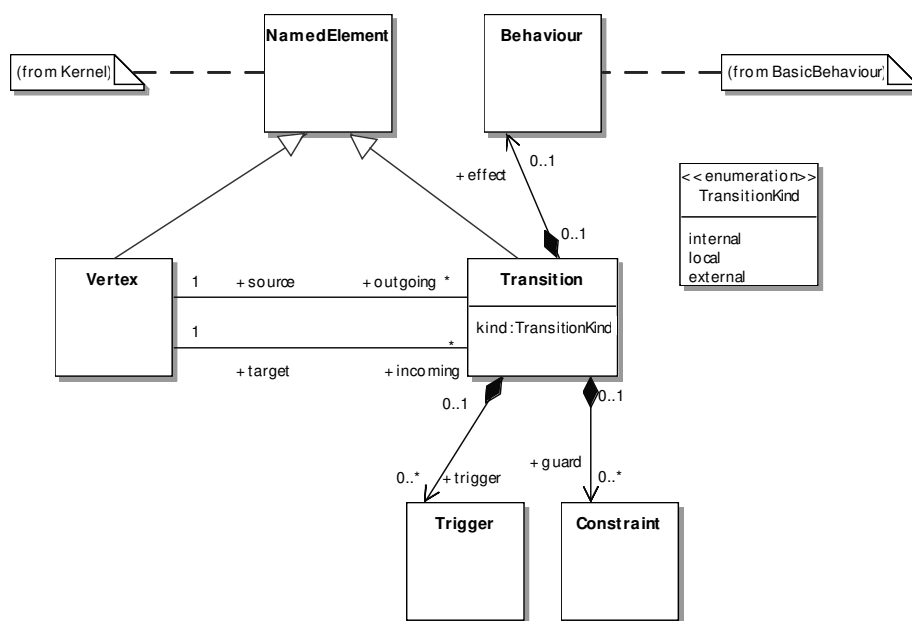 NamedElement
Behaviour
(from Kernel)
(from BasicBehaviour)
0..1
+ effect
<<enumeration>>
TransitionKind
internal
local
external
0..1
Vertex
1
+ source
+ outgoing *
Transition
kind:TransitionKind
1
*
+ target
+ incoming
0..1
0..1
+ guard
0..*
+ trigger
0..*
Trigger
Constraint